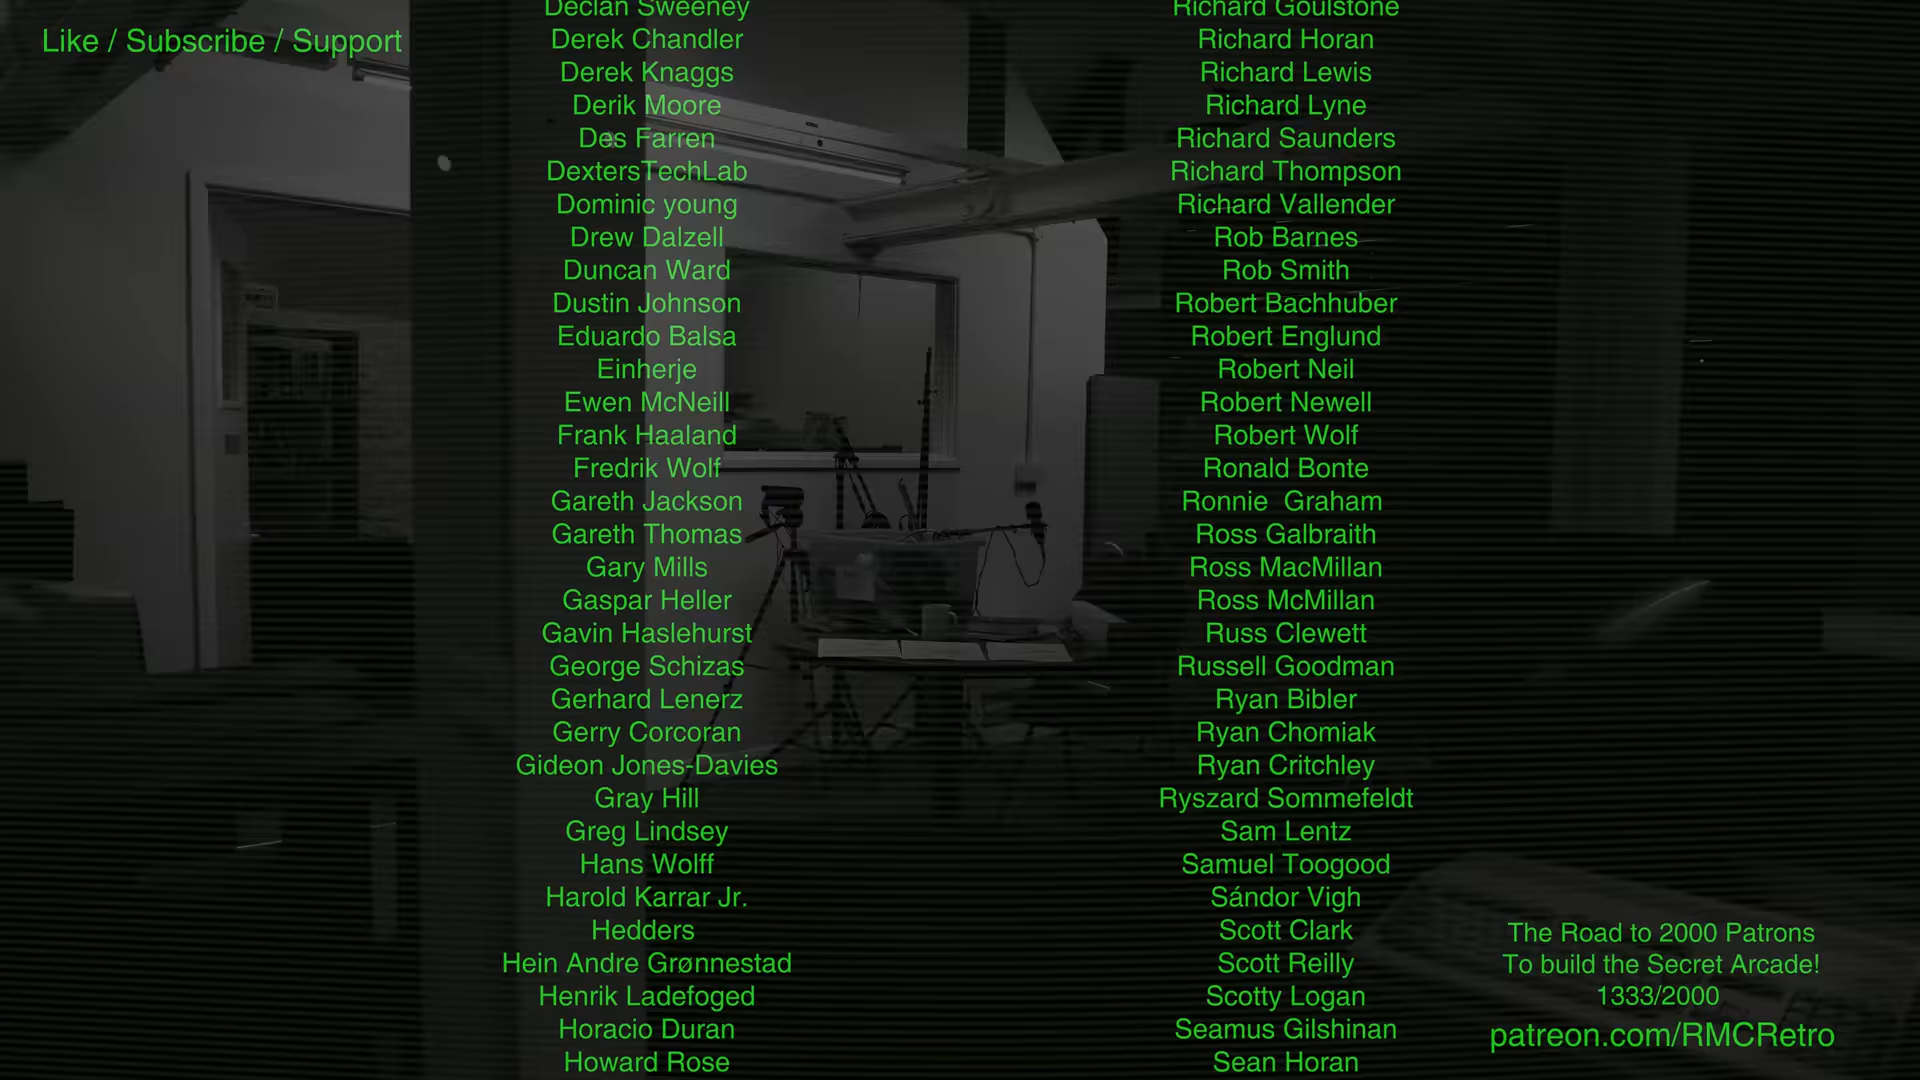 Like / Subscribe / Support
Declan Sweeney
Derek Chandler
Derek Knaggs
Derik Moore
Des Farren
DextersTechLab
Dominic young
Drew Dalzell
Duncan Ward
Dustin Johnson
Eduardo Balsa
Einherje
Ewen McNeill
Frank Haaland
Fredrik Wolf
Gareth Jackson
Gareth Thomas
Gary Mills
Gaspar Heller
Gavin Haslehurst
George Schizas
Gerhard Lenerz
Gerry Corcoran
Gideon Jones-Davies
Gray Hill
Greg Lindsey
Hans Wolff
Harold Karrar Jr.
Hedders
Hein Andre Grønnestad
Henrik Ladefoged
Horacio Duran
Howard Rose
Richard Goulstone
Richard Horan
Richard Lewis
Richard Lyne
Richard Saunders
Richard Thompson
Richard Vallender
Rob Barnes
Rob Smith
Robert Bachhuber
Robert Englund
Robert Neil
Robert Newell
Robert Wolf
Ronald Bonte
Ronnie  Graham
Ross Galbraith
Ross MacMillan
Ross McMillan
Russ Clewett
Russell Goodman
Ryan Bibler
Ryan Chomiak
Ryan Critchley
Ryszard Sommefeldt
Sam Lentz
Samuel Toogood
Sándor Vigh
Scott Clark
Scott Reilly
Scotty Logan
Seamus Gilshinan
Sean Horan
The Road to 2000 Patrons
To build the Secret Arcade!
1333/2000
patreon.com/RMCRetro